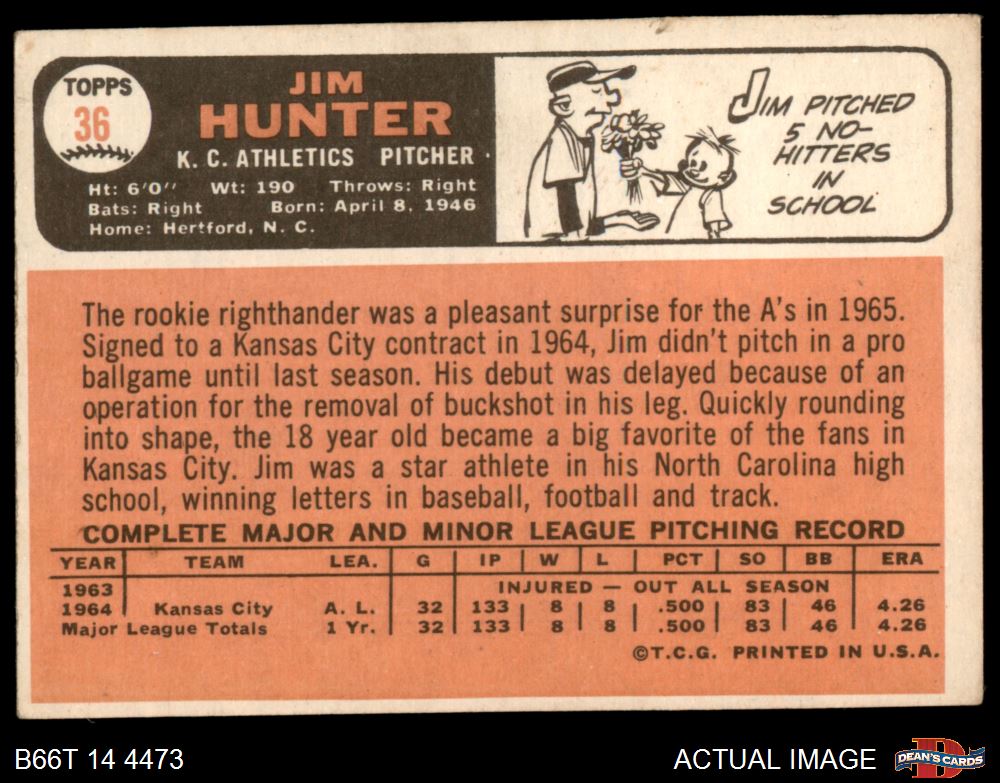 TOPPS
36
JIM
HUNTER
K. C. ATHLETICS PITCHER
Ht: 6'0" Wt: 190 Throws: Right
Bats: Right Born: April 8, 1946
Home: Hertford, N. C.
JIM PITCHED
5 NO-
HITTERS
IN
SCHOOL
The rookie righthander was a pleasant surprise for the A's in 1965.
Signed to a Kansas City contract in 1964, Jim didn't pitch in a pro
ballgame until last season. His debut was delayed because of an
operation for the removal of buckshot in his leg. Quickly rounding
into shape, the 18 year old became a big favorite of the fans in
Kansas City. Jim was a star athlete in his North Carolina high
school, winning letters in baseball, football and track.
COMPLETE MAJOR AND MINOR LEAGUE PITCHING RECORD
YEAR TEAM LEA. G IP W L PCT SO BB ERA
1963 INJURED — OUT ALL SEASON
1964 Kansas City A. L. 32 133 8 8 .500 83 46 4.26
Major League Totals 1 Yr. 32 133 8 8 .500 83 46 4.26
©T.C.G. PRINTED IN U.S.A.
B66T 14 4473
ACTUAL IMAGE
DEAN'S CARDS